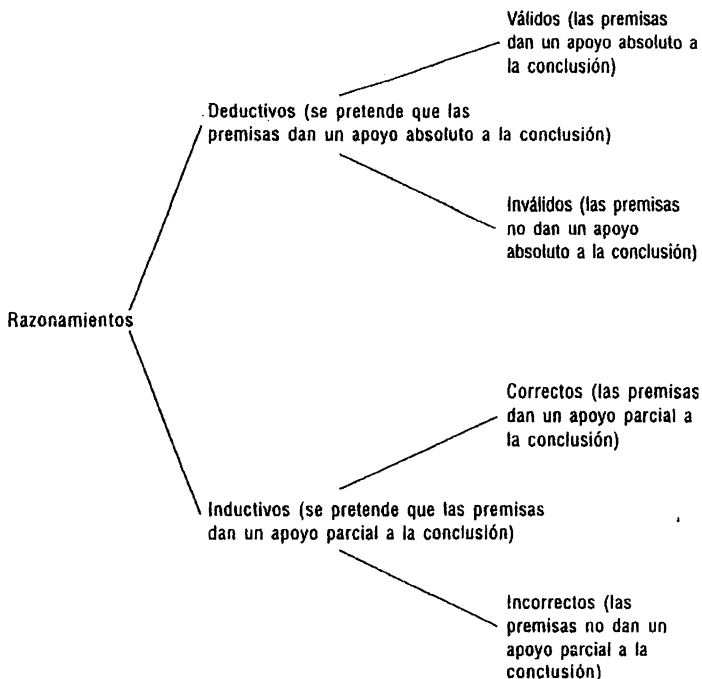 Válidos (las premisas
dan un apoyo absoluto a
la conclusión)
Deductivos (se pretende que las
premisas dan un apoyo absoluto a la conclusión)
Inválidos (las premisas
no dan un apoyo
absoluto a la conclusión)
Razonamientos
Correctos (las premisas
dan un apoyo parcial a
la conclusión)
Inductivos (se pretende que las premisas
dan un apoyo parcial a la conclusión)
Incorrectos (las
premisas no dan un
apoyo parcial a la
conclusión)